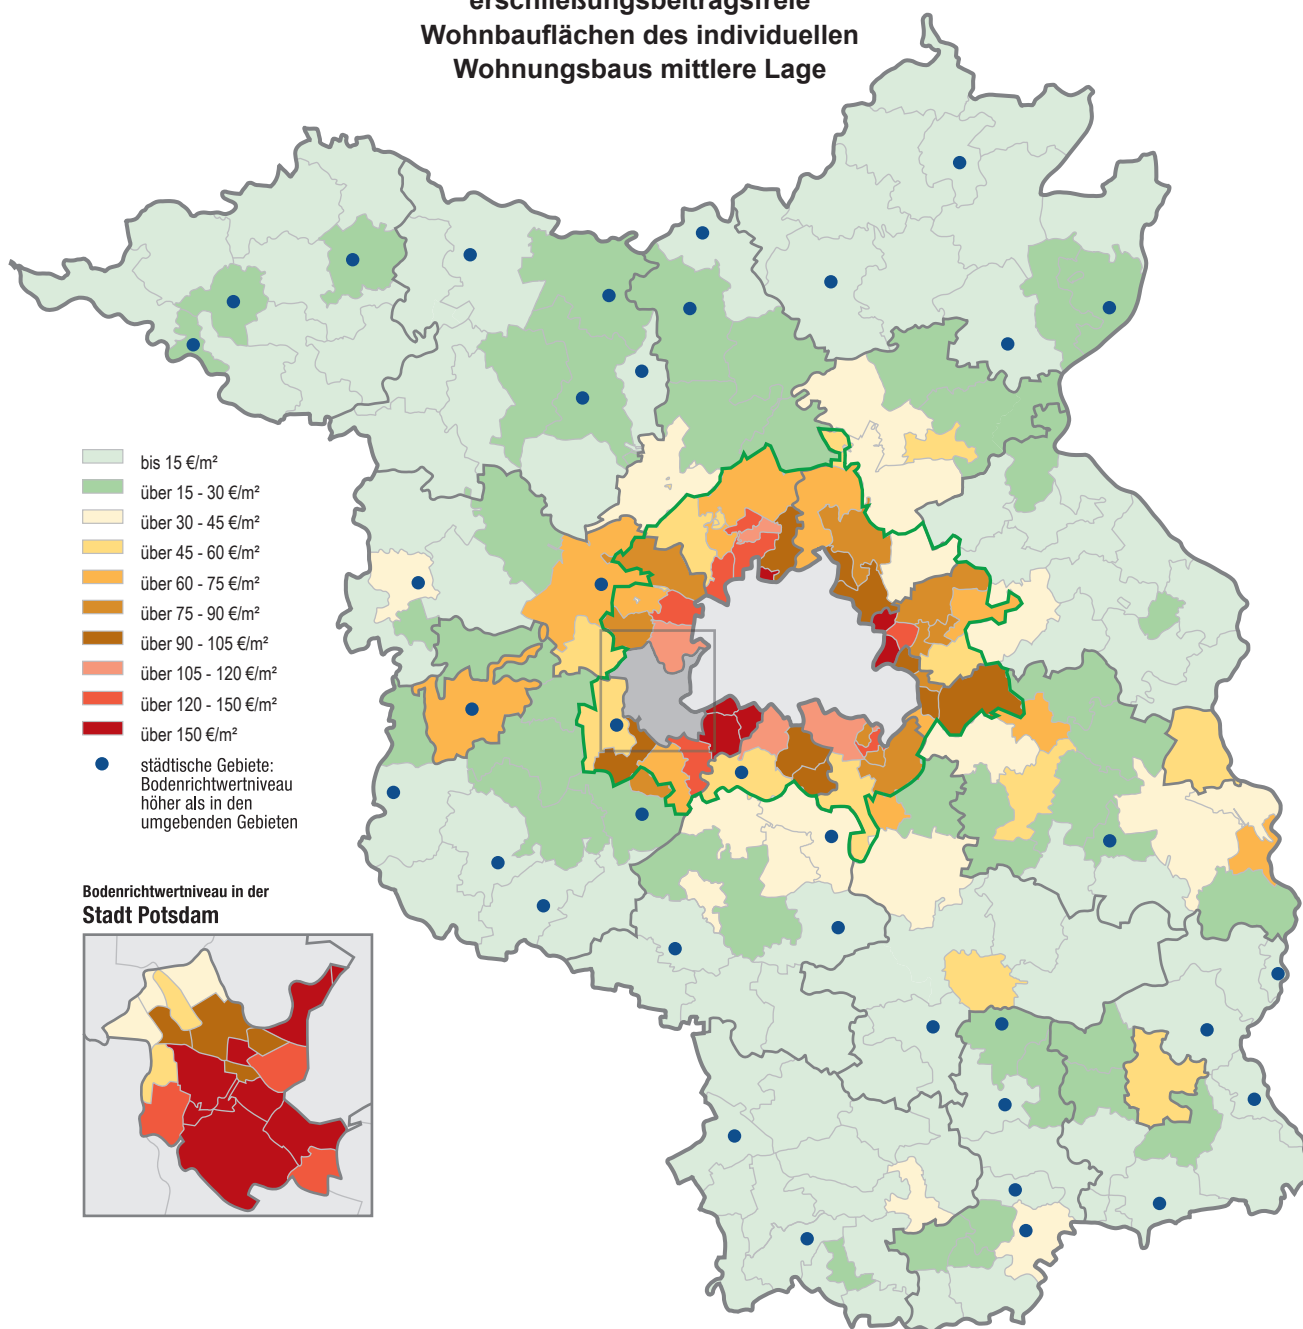 erschließungsbeitragsfreie
Wohnbauflächen des individuellen
Wohnungsbaus mittlere Lage
bis 15 €/m²
über 15 - 30 €/m²
über 30 - 45 €/m²
über 45 - 60 €/m²
über 60 - 75 €/m²
über 75 - 90 €/m²
über 90 - 105 €/m²
über 105 - 120 €/m²
über 120 - 150 €/m²
über 150 €/m²
städtische Gebiete:
Bodenrichtwertniveau
höher als in den
umgebenden Gebieten
Bodenrichtwertniveau in der
Stadt Potsdam